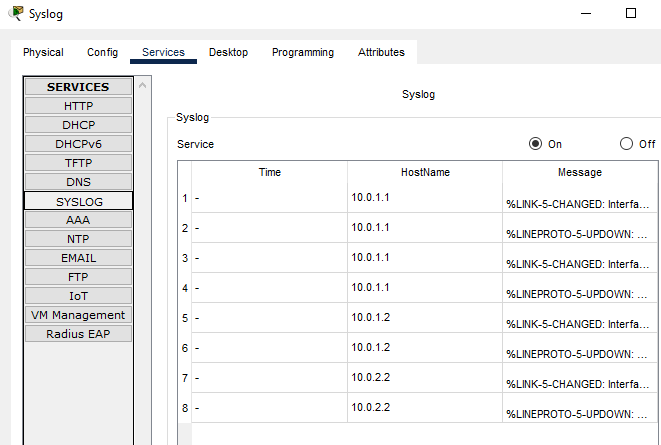 Syslog
Physical Config Services Desktop Programming Attributes
SERVICES
HTTP
DHCP
DHCPv6
TFTP
DNS
SYSLOG
AAA
NTP
EMAIL
FTP
IoT
VM Management
Radius EAP
Syslog
Syslog
Service On Off
Time HostName Message
1 - 10.0.1.1 %LINK-5-CHANGED: Interfa...
2 - 10.0.1.1 %LINEPROTO-5-UPDOWN: ...
3 - 10.0.1.1 %LINK-5-CHANGED: Interfa...
4 - 10.0.1.1 %LINEPROTO-5-UPDOWN: ...
5 - 10.0.1.2 %LINK-5-CHANGED: Interfa...
6 - 10.0.1.2 %LINEPROTO-5-UPDOWN: ...
7 - 10.0.2.2 %LINK-5-CHANGED: Interfa...
8 - 10.0.2.2 %LINEPROTO-5-UPDOWN: ...